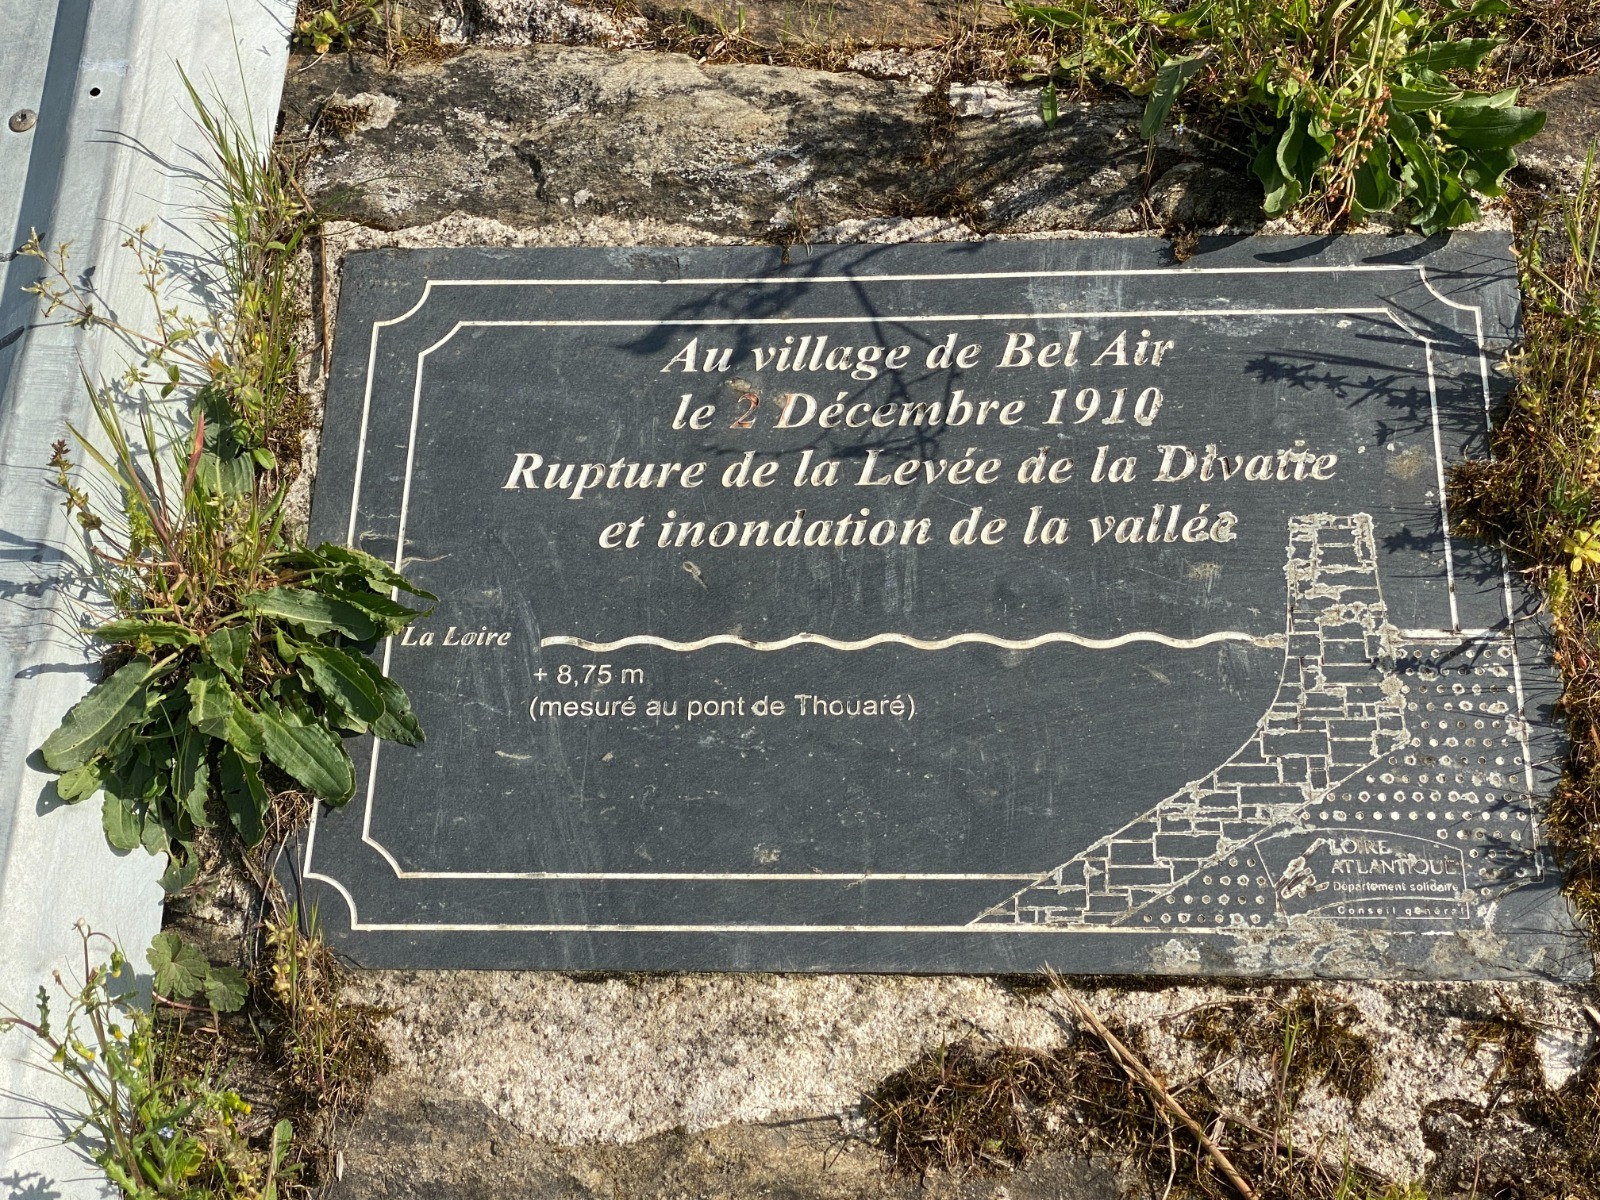 Au village de Bel Air
le 2 Décembre 1910
Rupture de la Levée de la Divatte
et inondation de la vallée
La Loire
+ 8,75 m
(mesuré au pont de Thouaré)
LOIRE
ATLANTIQUE
Département solidaire
Conseil général